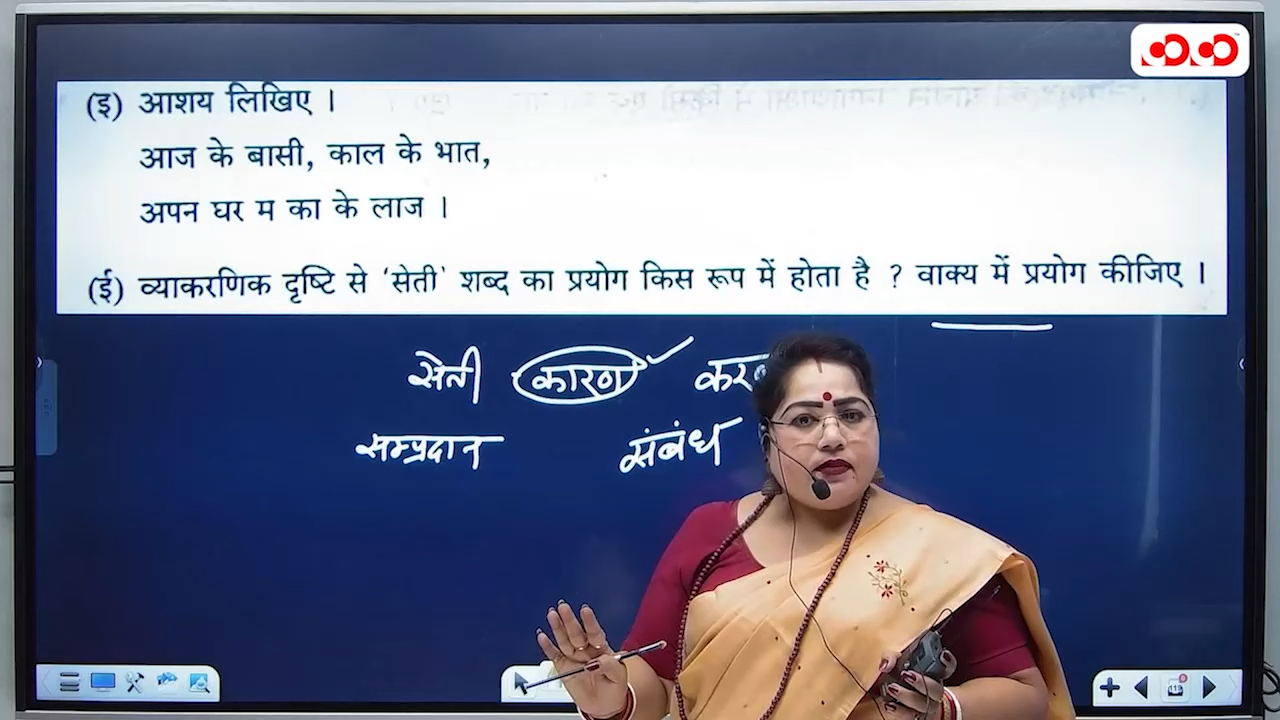 (इ) आशय लिखिए ।
आज के बासी, काल के भात,
अपन घर म का के लाज ।
(ई) व्याकरणिक दृष्टि से ‘सेती’ शब्द का प्रयोग किस रूप में होता है ? वाक्य में प्रयोग कीजिए ।
सेती कारण
सम्प्रदान संबंध